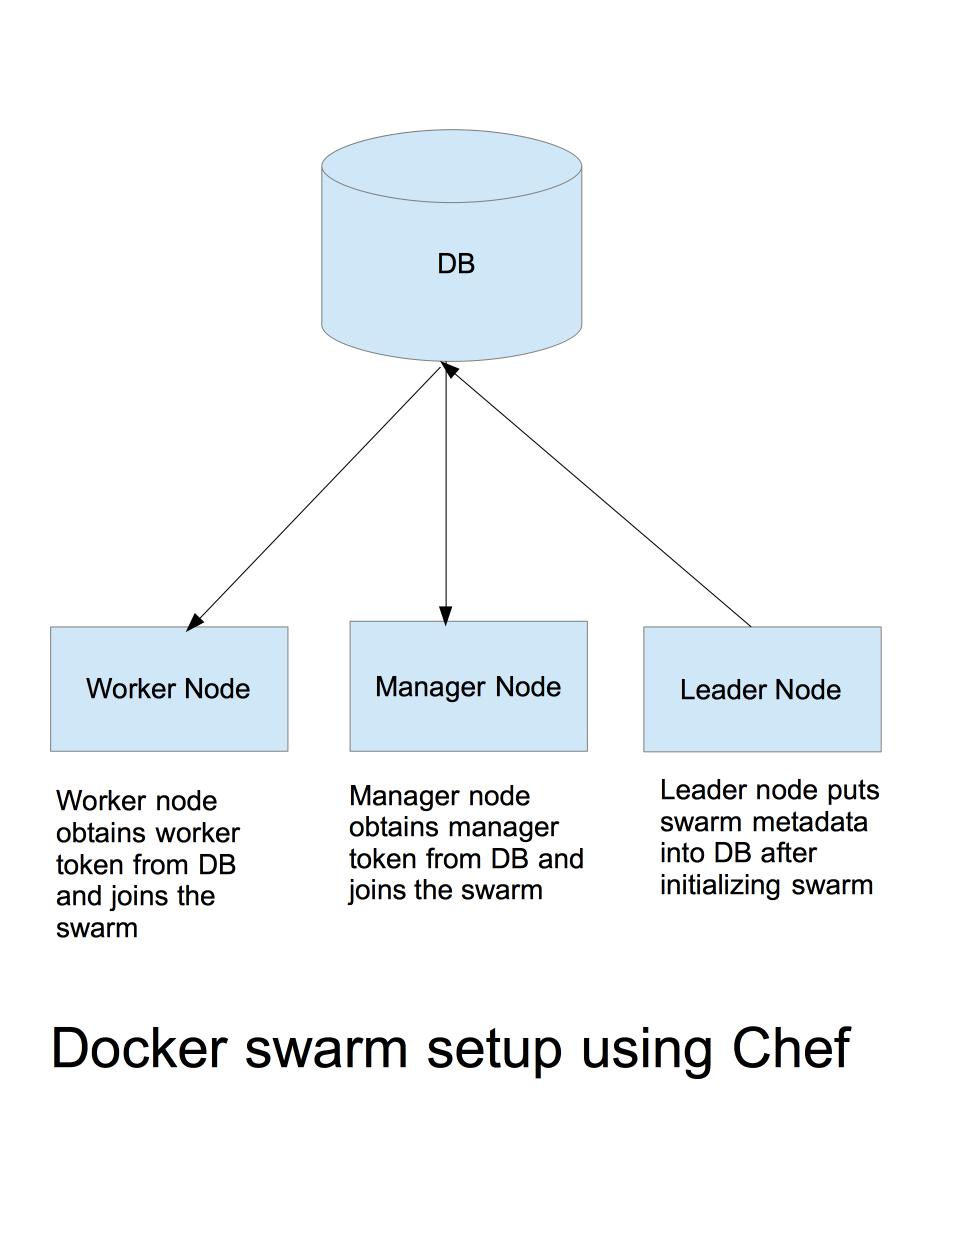 DB
Worker Node
Manager Node
Leader Node
Worker node
obtains worker
token from DB
and joins the
swarm
Manager node
obtains manager
token from DB and
joins the swarm
Leader node puts
swarm metadata
into DB after
initializing swarm
Docker swarm setup using Chef